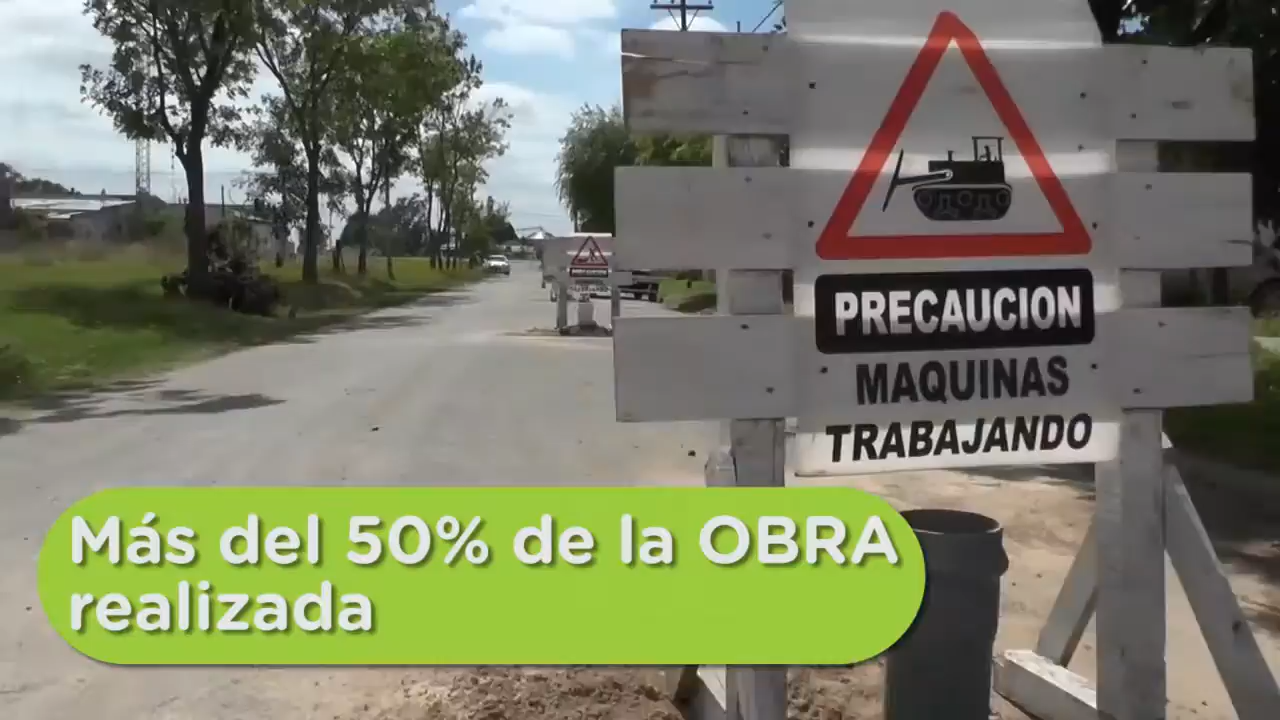 PRECAUCION
MAQUINAS
TRABAJANDO
Más del 50% de la OBRA
realizada